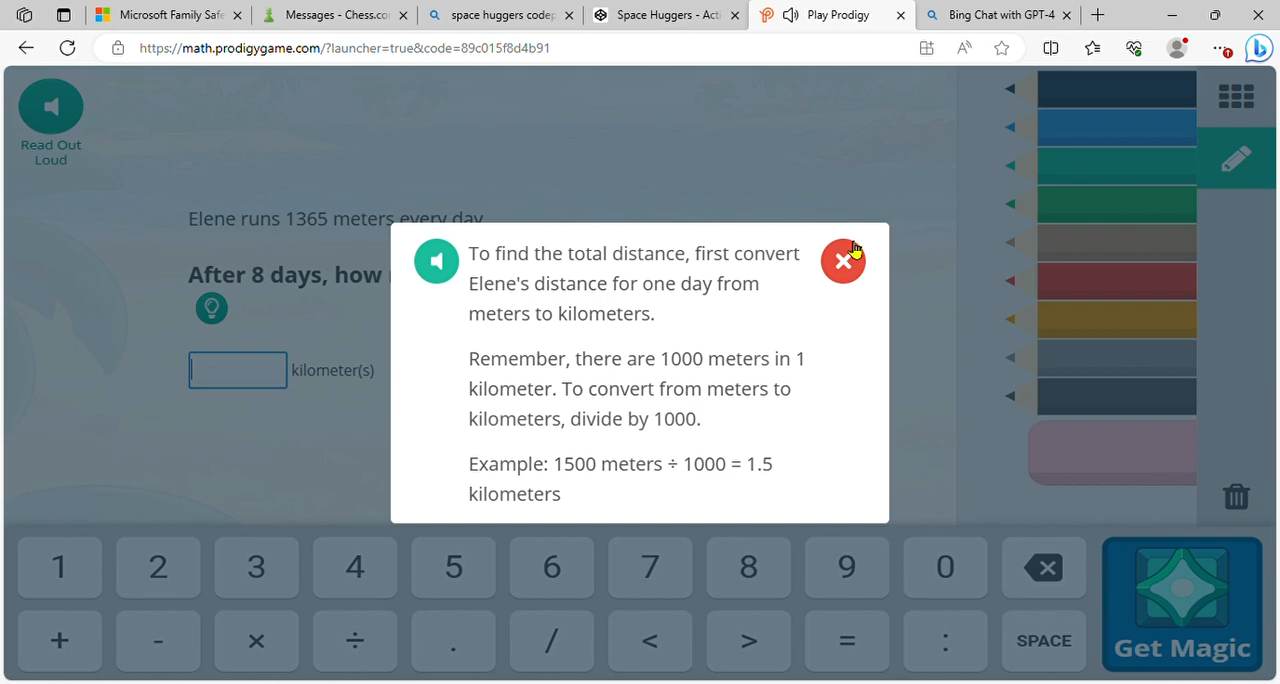 Microsoft Family Safe
Messages - Chess.com
space huggers codep
Space Huggers - Acti
Play Prodigy
Bing Chat with GPT-4
https://math.prodigygame.com/?launcher=true&code=89c015f8d4b91
Read Out
Loud
Elene runs 1365 meters every day
After 8 days, how
kilometer(s)
To find the total distance, first convert
Elene's distance for one day from
meters to kilometers.
Remember, there are 1000 meters in 1
kilometer. To convert from meters to
kilometers, divide by 1000.
Example: 1500 meters ÷ 1000 = 1.5
kilometers
1 2 3 4 5 6 7 8 9 0
+ - × ÷ . / < > = : SPACE
Get Magic